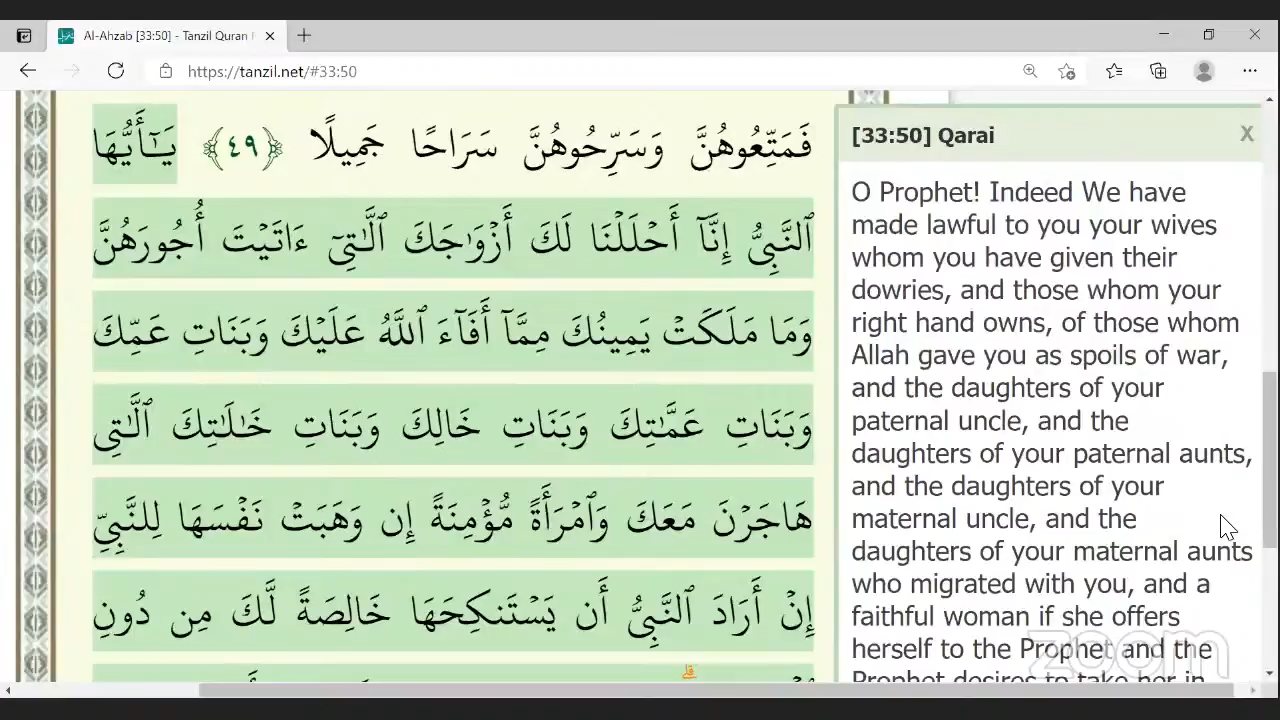 Al-Ahzab [33:50] - Tanzil Quran
https://tanzil.net/#33:50
فَمَتِّعُوهُنَّ وَسَرِّحُوهُنَّ سَرَاحًا جَمِيلًا ﴿٤٩﴾ يَـٰٓأَيُّهَا
ٱلنَّبِىُّ إِنَّآ أَحْلَلْنَا لَكَ أَزْوَٰجَكَ ٱلَّـٰتِىٓ ءَاتَيْتَ أُجُورَهُنَّ
وَمَا مَلَكَتْ يَمِينُكَ مِمَّآ أَفَآءَ ٱللَّهُ عَلَيْكَ وَبَنَاتِ عَمِّكَ
وَبَنَاتِ عَمَّـٰتِكَ وَبَنَاتِ خَالِكَ وَبَنَاتِ خَـٰلَـٰتِكَ ٱلَّـٰتِى
هَاجَرْنَ مَعَكَ وَٱمْرَأَةً مُّؤْمِنَةً إِن وَهَبَتْ نَفْسَهَا لِلنَّبِىِّ
إِنْ أَرَادَ ٱلنَّبِىُّ أَن يَسْتَنكِحَهَا خَالِصَةً لَّكَ مِن دُونِ
[33:50] Qarai
X
O Prophet! Indeed We have
made lawful to you your wives
whom you have given their
dowries, and those whom your
right hand owns, of those whom
Allah gave you as spoils of war,
and the daughters of your
paternal uncle, and the
daughters of your paternal aunts,
and the daughters of your
maternal uncle, and the
daughters of your maternal aunts
who migrated with you, and a
faithful woman if she offers
herself to the Prophet and the
Prophet desires to take her in
zoom